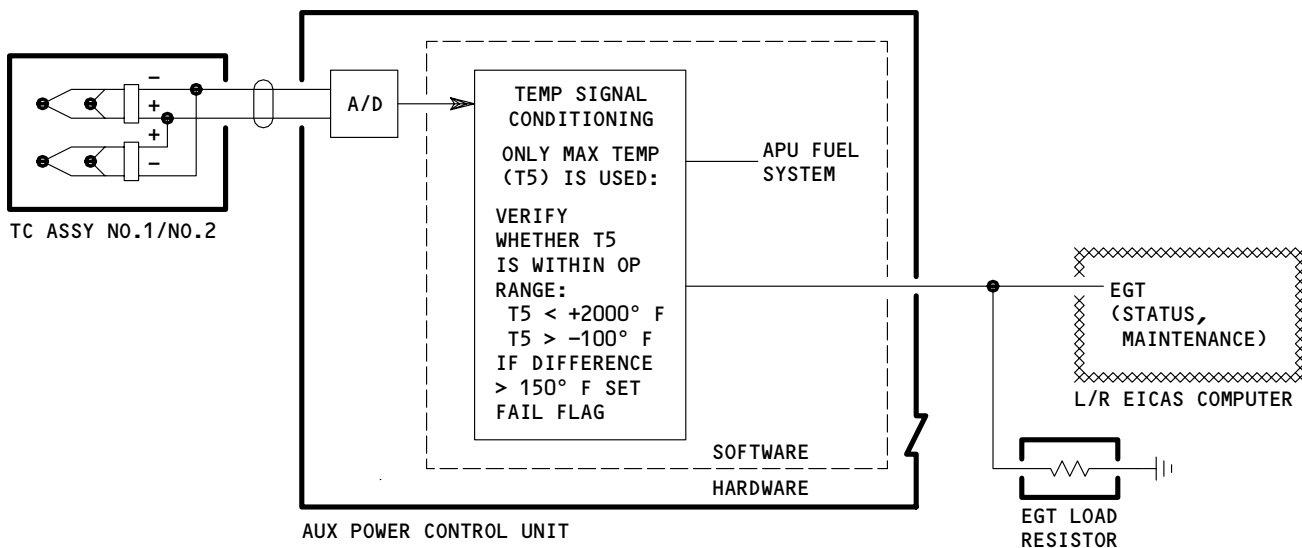 −
+
+
−
TC ASSY NO.1/NO.2
A/D
TEMP SIGNAL
CONDITIONING
ONLY MAX TEMP
(T5) IS USED:
VERIFY
WHETHER T5
IS WITHIN OP
RANGE:
T5 < +2000° F
T5 > −100° F
IF DIFFERENCE
> 150° F SET
FAIL FLAG
APU FUEL
SYSTEM
SOFTWARE
HARDWARE
AUX POWER CONTROL UNIT
EGT
(STATUS,
MAINTENANCE)
L/R EICAS COMPUTER
EGT LOAD
RESISTOR